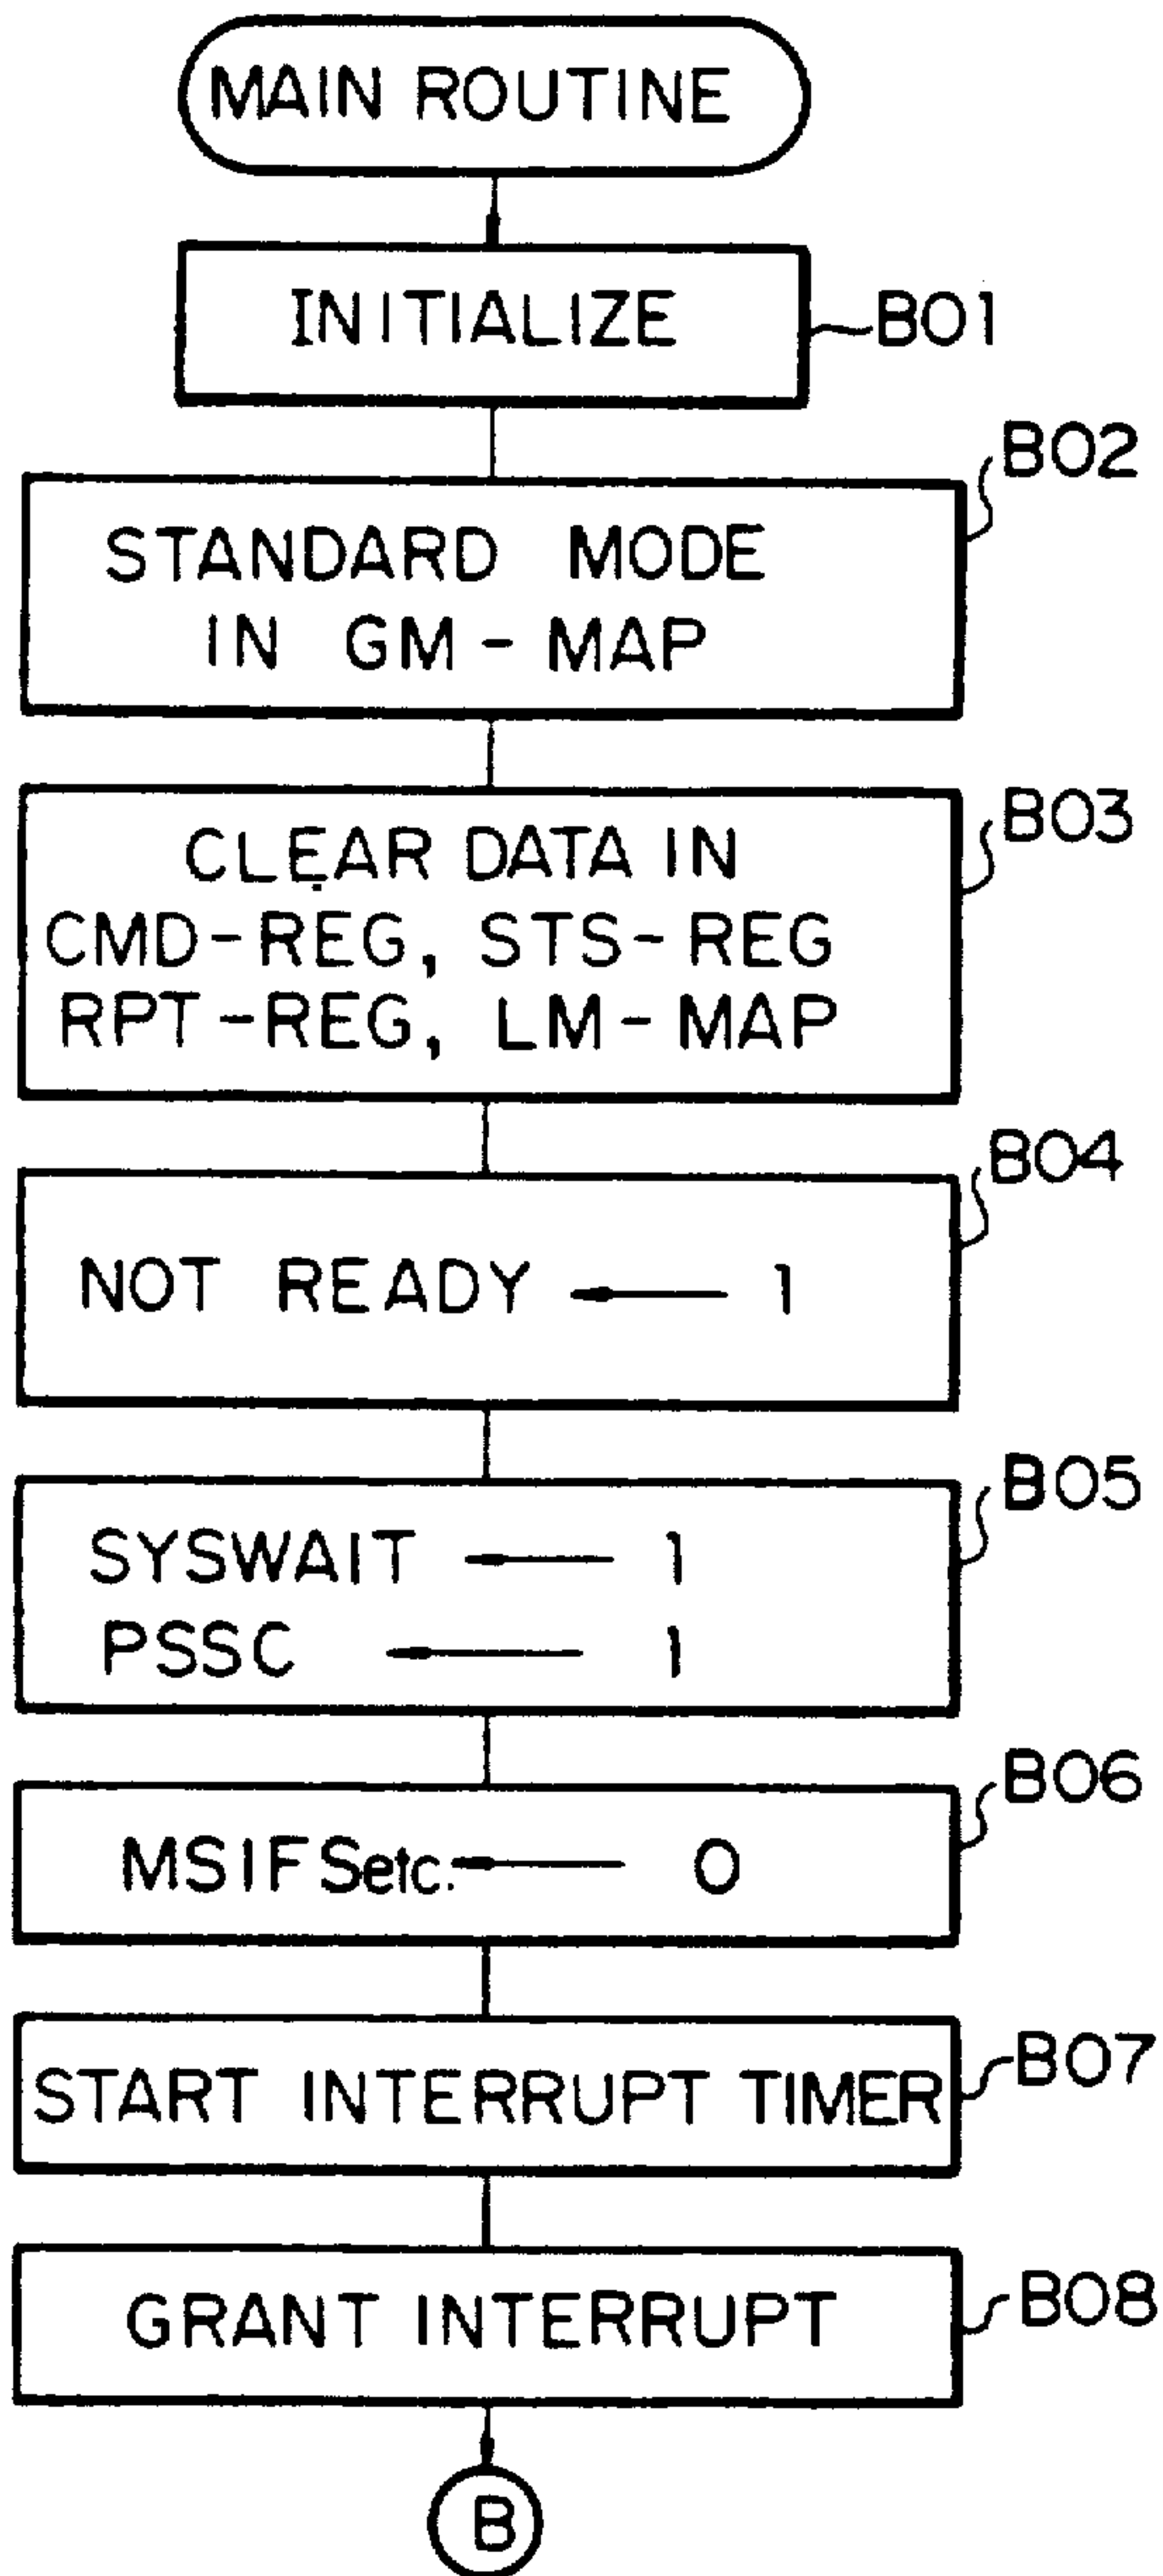 MAIN ROUTINE
INITIALIZE
B01
B02
STANDARD MODE
IN GM - MAP
B03
CLEAR DATA IN
CMD-REG, STS-REG
RPT-REG, LM-MAP
B04
NOT READY ← 1
B05
SYSWAIT ← 1
PSSC ← 1
B06
MSIFSetc. ← 0
B07
START INTERRUPT TIMER
B08
GRANT INTERRUPT
B